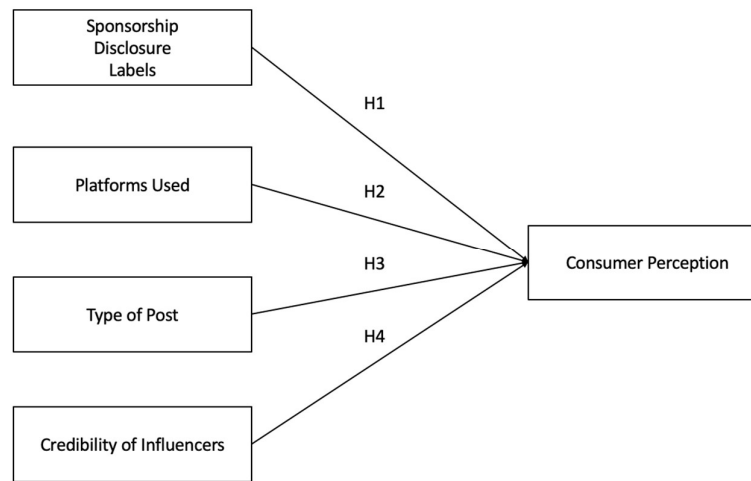 Sponsorship
Disclosure
Labels
H1
Platforms Used
H2
Consumer Perception
H3
Type of Post
H4
Credibility of Influencers